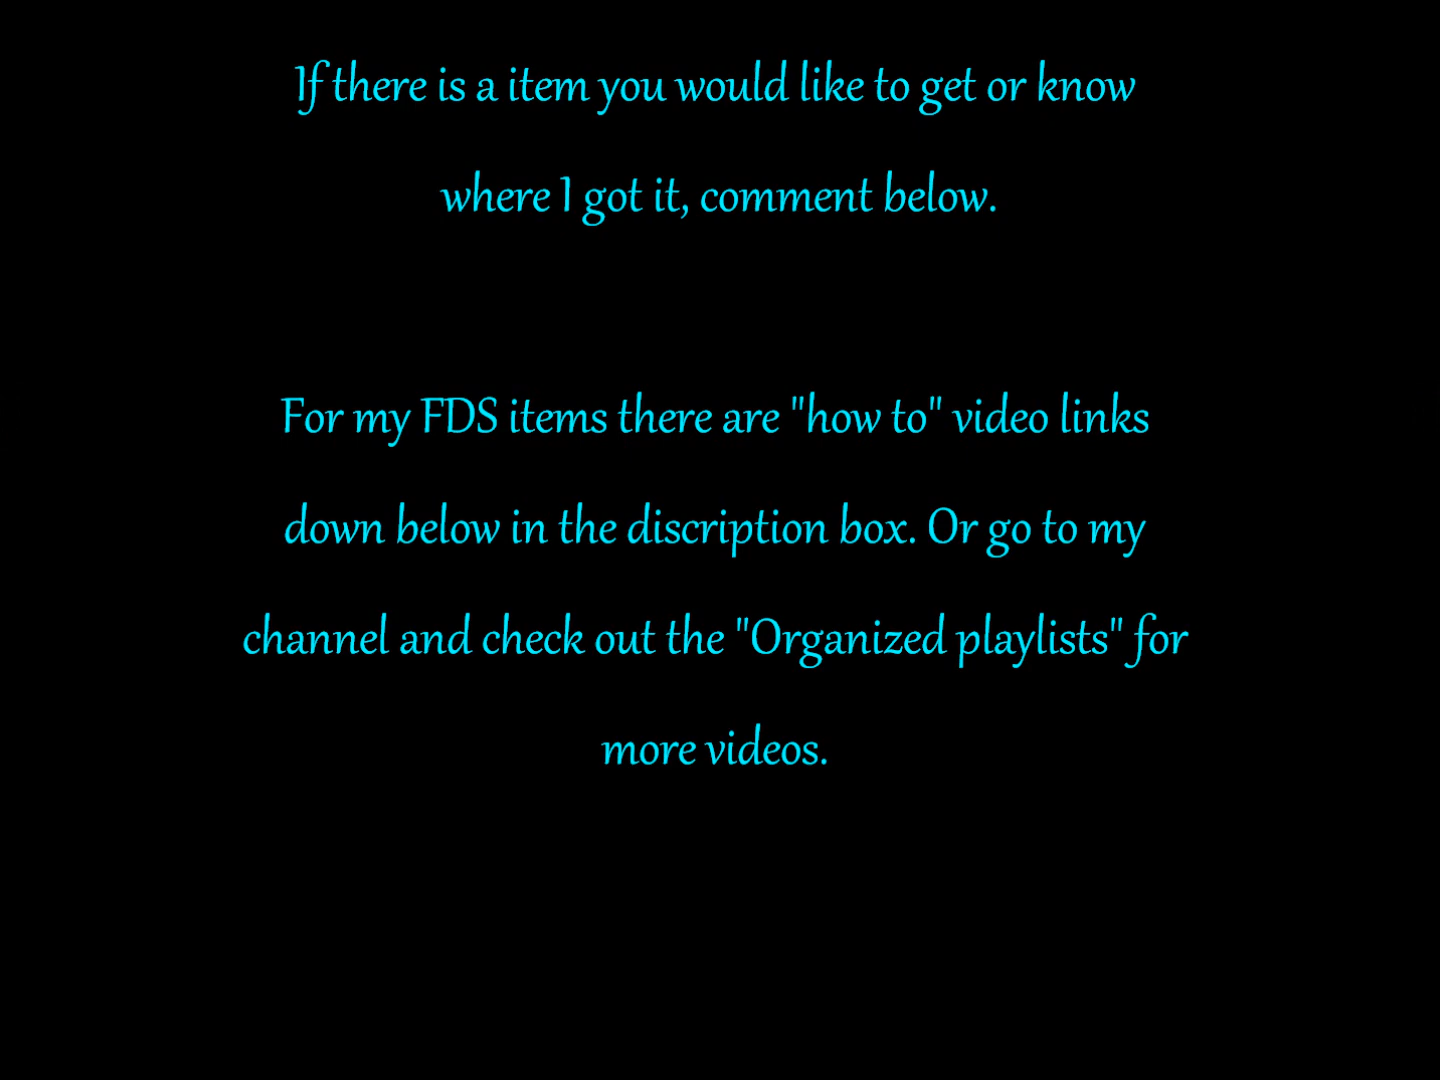 If there is a item you would like to get or know
where I got it, comment below.
For my FDS items there are "how to" video links
down below in the discription box. Or go to my
channel and check out the "Organized playlists" for
more videos.